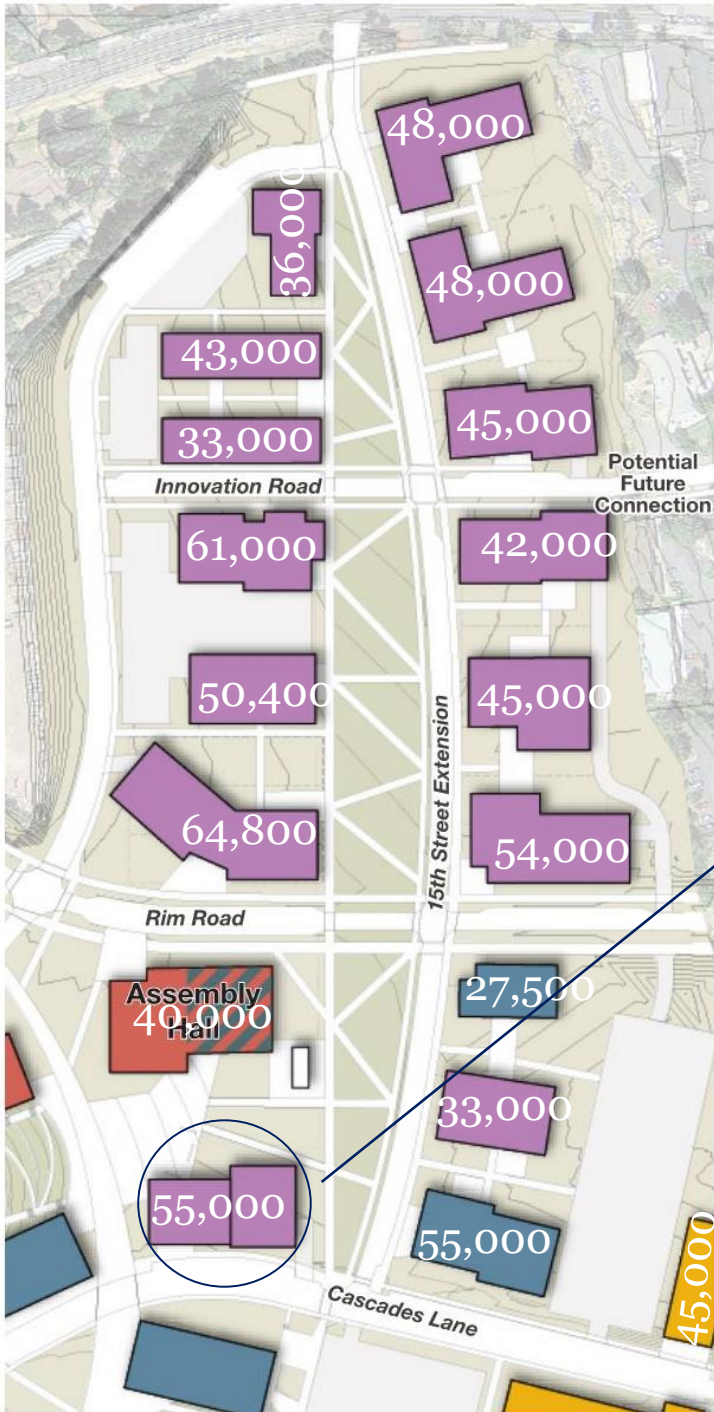 48,000
36,000
48,000
43,000
45,000
33,000
Potential
Future
Connection
Innovation Road
61,000
42,000
50,400
45,000
15th Street Extension
64,800
54,000
Rim Road
27,500
Assembly
Hall
40,000
33,000
55,000
55,000
45,000
Cascades Lane